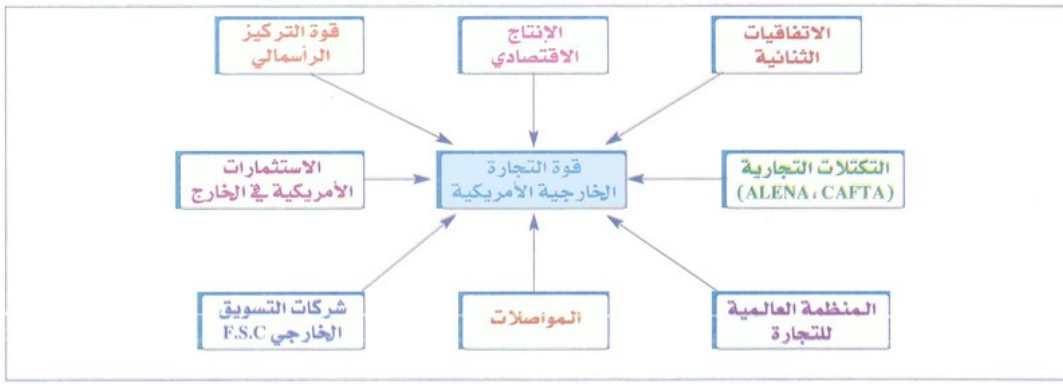 الاتفاقيات
الثنائية
الإنتاج
الاقتصادي
قوة التركيز
الرأسمالي
التكتلات التجارية
(ALENA ، CAFTA)
قوة التجارة
الخارجية الأمريكية
الاستثمارات
الأمريكية في الخارج
المنظمة العالمية
للتجارة
المواصلات
شركات التسويق
الخارجي F.S.C